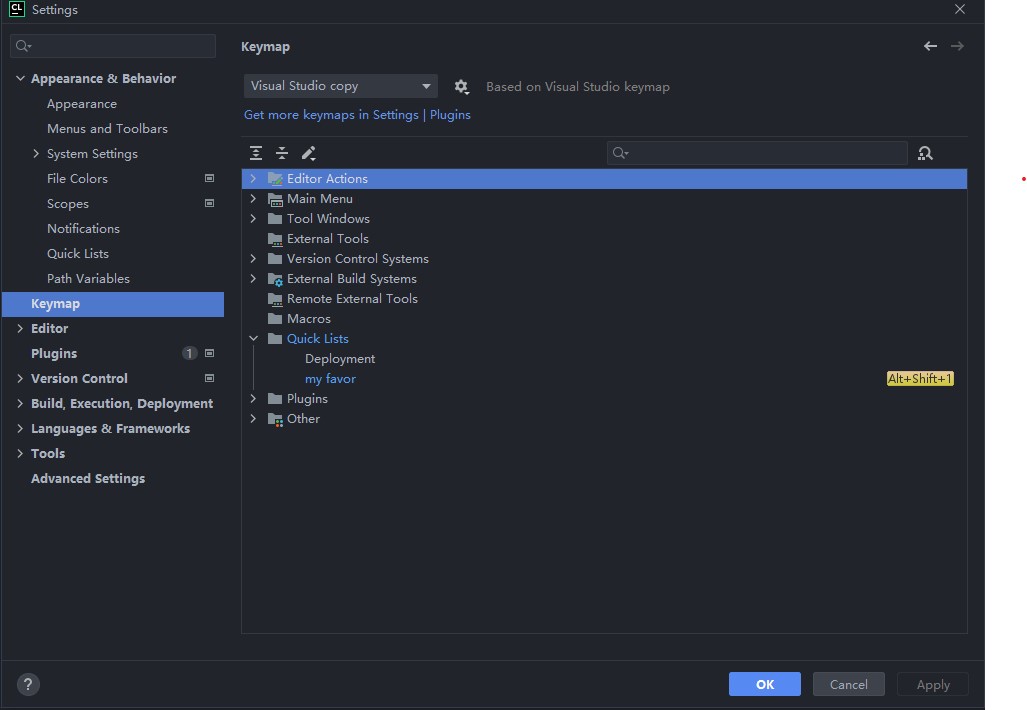 CL Settings
Keymap
Appearance & Behavior
Appearance
Menus and Toolbars
System Settings
File Colors
Scopes
Notifications
Quick Lists
Path Variables
Keymap
Editor
Plugins 1
Version Control
Build, Execution, Deployment
Languages & Frameworks
Tools
Advanced Settings
Visual Studio copy Based on Visual Studio keymap
Get more keymaps in Settings | Plugins
Editor Actions
Main Menu
Tool Windows
External Tools
Version Control Systems
External Build Systems
Remote External Tools
Macros
Quick Lists
Deployment
my favor Alt+Shift+1
Plugins
Other
? OK Cancel Apply